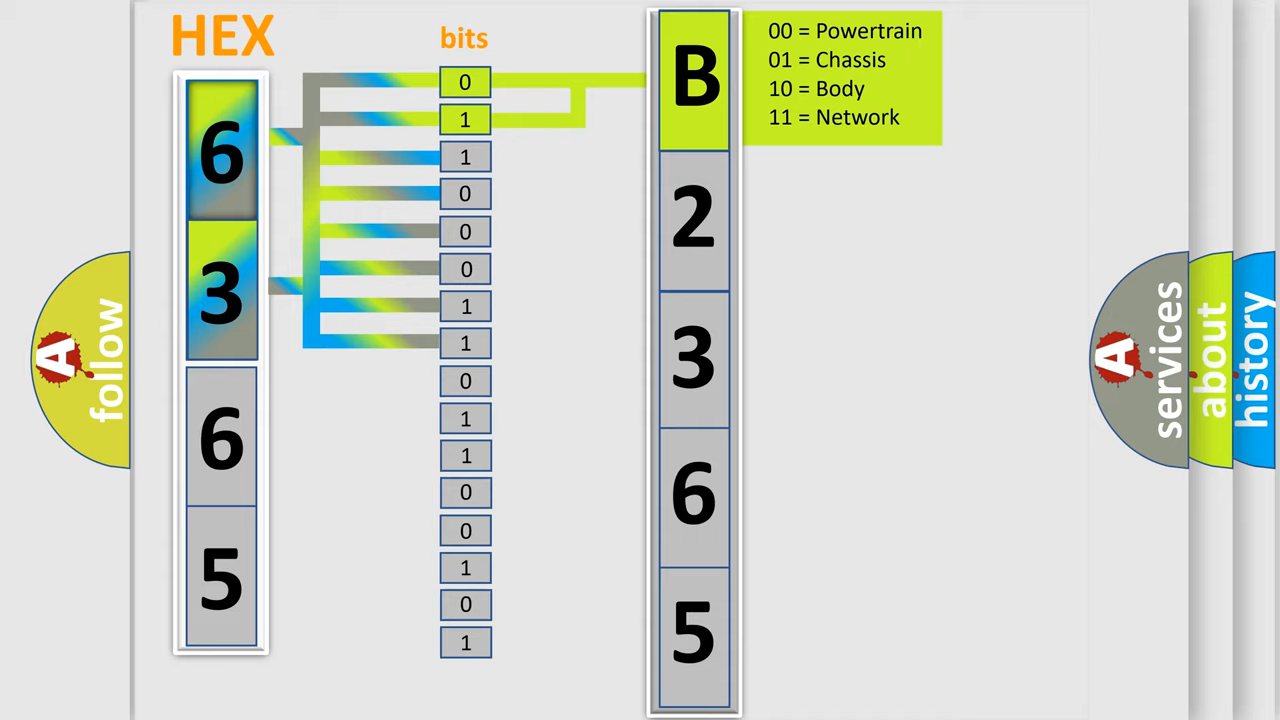 HEX
bits
6
3
6
5
0
1
1
0
0
0
1
1
0
1
1
0
0
1
0
1
B
2
3
6
5
00 = Powertrain
01 = Chassis
10 = Body
11 = Network
A
follow
A
services
about
history